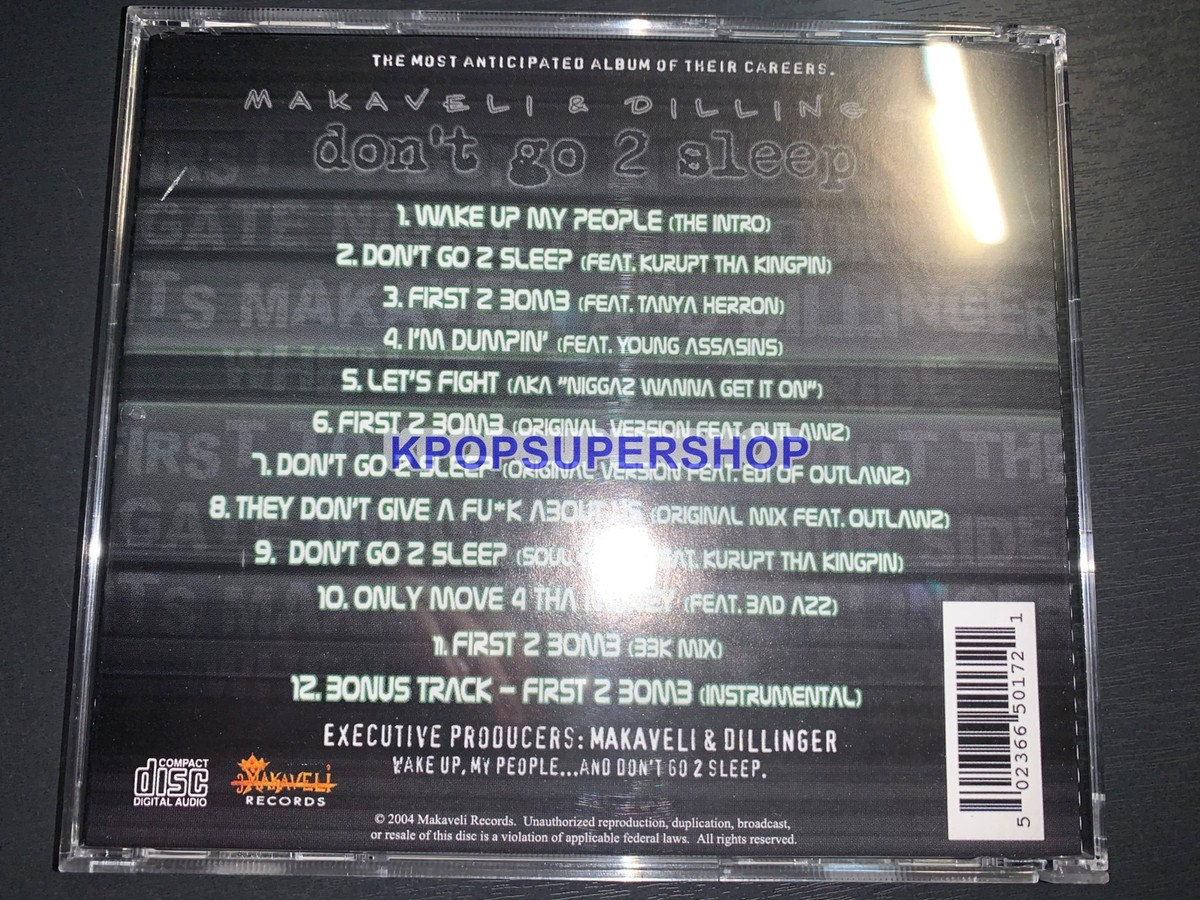 THE MOST ANTICIPATED ALBUM OF THEIR CAREERS.
MAKAVELI & DILLINGE
don't go 2 sleep
1. WAKE UP MY PEOPLE (THE INTRO)
2. DON'T GO 2 SLEEP (FEAT. KURUPT THA KINGPIN)
3. FIRST 2 BOMB (FEAT. TANYA HERRON)
4. I'M DUMPIN' (FEAT. YOUNG ASSASINS)
5. LET'S FIGHT (AKA "NIGGAZ WANNA GET IT ON")
6. FIRST 2 BOMB (ORIGINAL VERSION FEAT. OUTLAWZ)
KPOPSUPERSHOP
7. DON'T GO 2 SLEEP (ORIGINAL VERSION FEAT. EDI OF OUTLAWZ)
8. THEY DON'T GIVE A FU*K ABOUT US (ORIGINAL MIX FEAT. OUTLAWZ)
9. DON'T GO 2 SLEEP (SOUL FEAT. KURUPT THA KINGPIN)
10. ONLY MOVE 4 THA MONEY (FEAT. BAD AZZ)
11. FIRST 2 BOMB (33K MIX)
12. BONUS TRACK - FIRST 2 BOMB (INSTRUMENTAL)
EXECUTIVE PRODUCERS: MAKAVELI & DILLINGER
WAKE UP, MY PEOPLE...AND DON'T GO 2 SLEEP.
COMPACT
disc
DIGITAL AUDIO
MAKAVELI
RECORDS
© 2004 Makaveli Records. Unauthorized reproduction, duplication, broadcast,
or resale of this disc is a violation of applicable federal laws. All rights reserved.
5 02366 50172 1